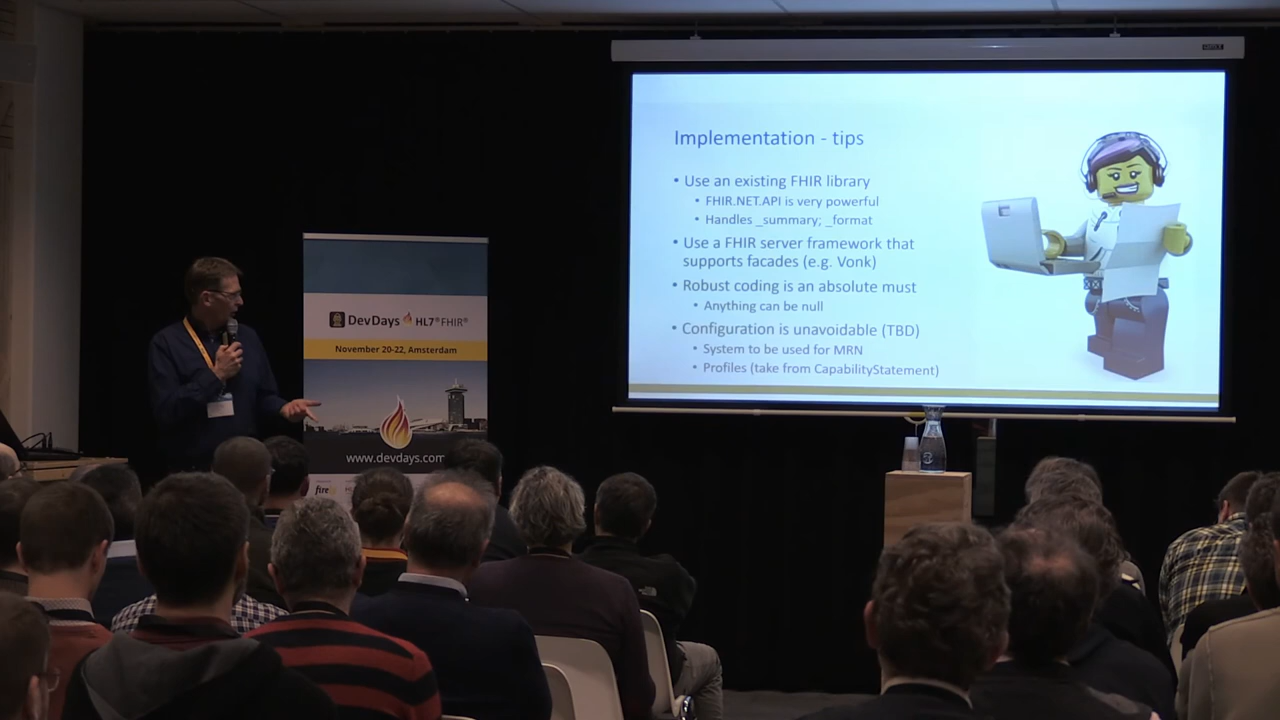 Implementation - tips
• Use an existing FHIR library
• FHIR.NET.API is very powerful
• Handles _summary; _format
• Use a FHIR server framework that
supports facades (e.g. Vonk)
• Robust coding is an absolute must
• Anything can be null
• Configuration is unavoidable (TBD)
• System to be used for MRN
• Profiles (take from CapabilityStatement)
DevDays HL7® FHIR®
November 20-22, Amsterdam
www.devdays.com
fire